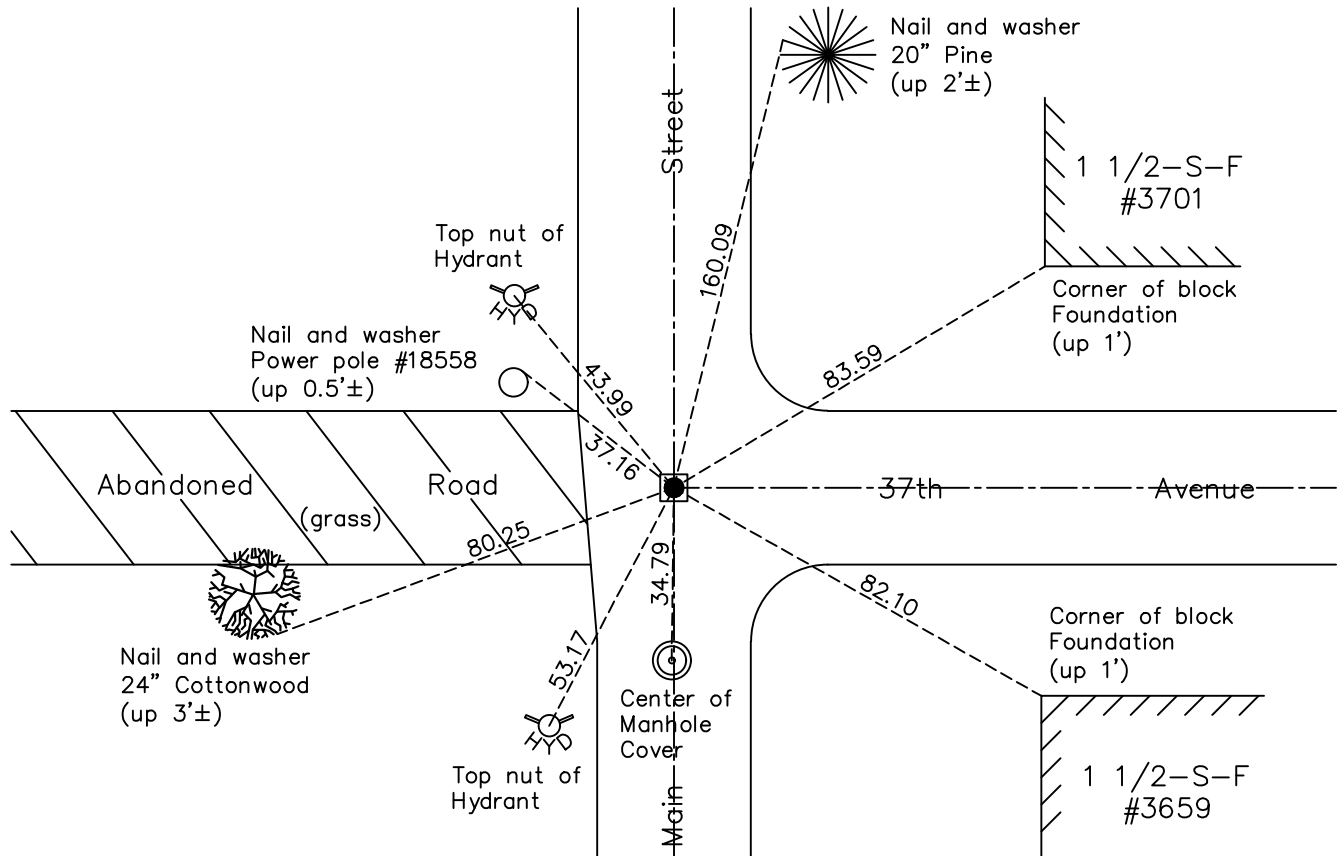 Nail and washer
20” Pine
(up 2’±)
Street
1 1/2-S-F
#3701
Top nut of
Hydrant
160.09
HYD
Corner of block
Foundation
(up 1’)
Nail and washer
Power pole #18558
(up 0.5’±)
43.99
83.59
37.16
Abandoned Road
(grass)
37th Avenue
80.25
34.79
82.10
53.17
Corner of block
Foundation
(up 1’)
Nail and washer
24” Cottonwood
(up 3’±)
Center of
Manhole
Cover
HYD
Top nut of
Hydrant
Main
1 1/2-S-F
#3659